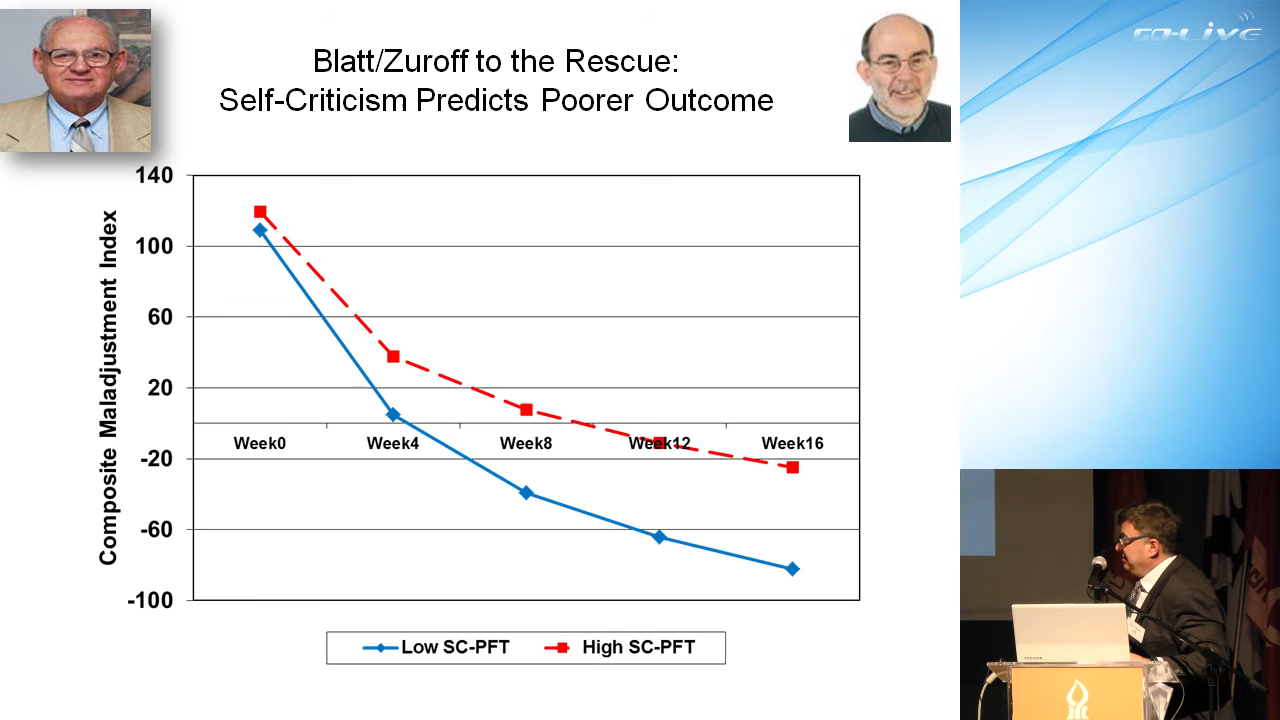 GO-LIVE
Blatt/Zuroff to the Rescue:
Self-Criticism Predicts Poorer Outcome
Composite Maladjustment Index
140
100
60
20
-20
-60
-100
Week0
Week4
Week8
Week12
Week16
Low SC-PFT
High SC-PFT